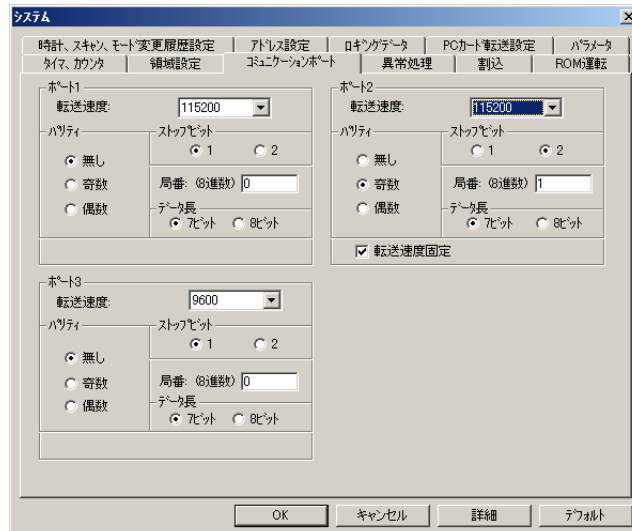 システム
時計、スキャン、モード変更履歴設定 アドレス設定 ロギングデータ PCカード転送設定 パラメータ
タイマ、カウンタ 領域設定 コミュニケーションポート 異常処理 割込 ROM運転
ポート1
転送速度: 115200
パリティ ストップビット
無し 1 2
奇数 局番: (8進数) 0
偶数 データ長
7ビット 8ビット
ポート2
転送速度: 115200
パリティ ストップビット
無し 1 2
奇数 局番: (8進数) 1
偶数 データ長
7ビット 8ビット
転送速度固定
ポート3
転送速度: 9600
パリティ ストップビット
無し 1 2
奇数 局番: (8進数) 0
偶数 データ長
7ビット 8ビット
OK キャンセル 詳細 デフォルト